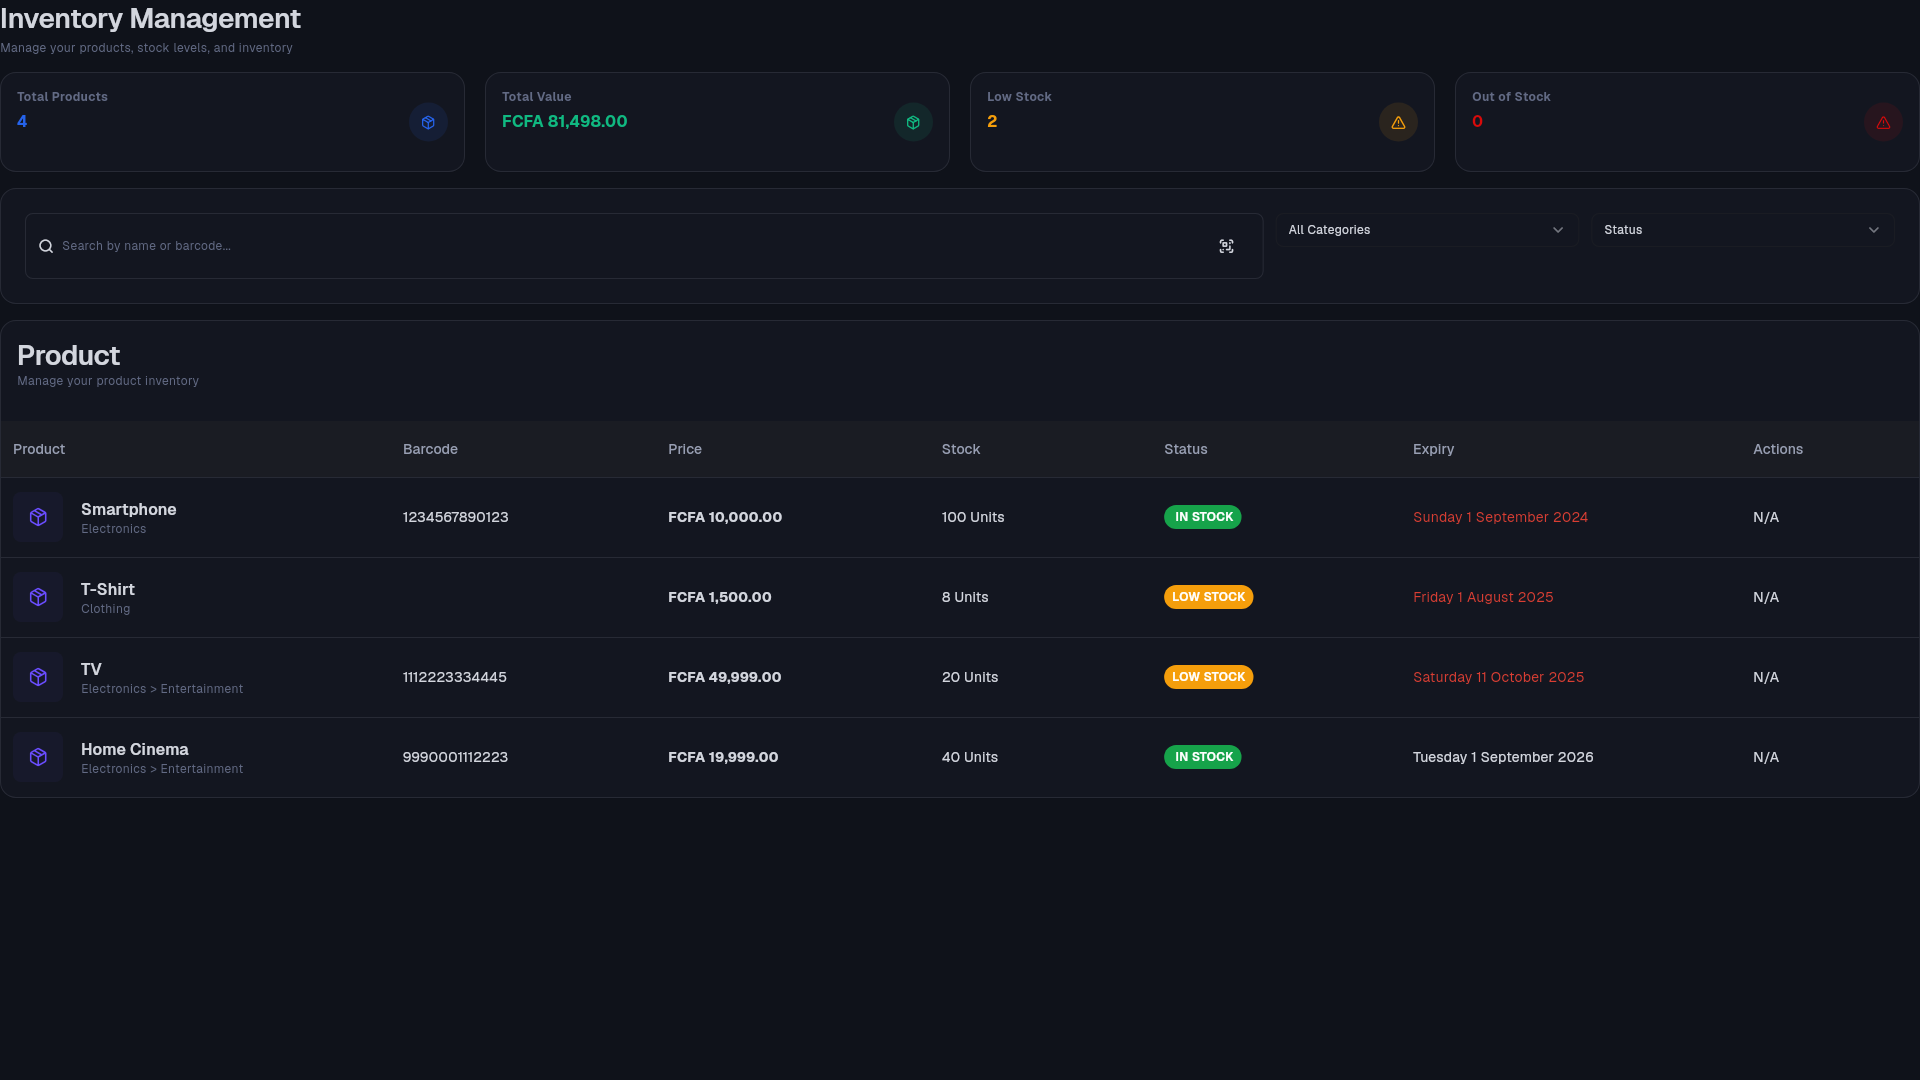 Inventory Management
Manage your products, stock levels, and inventory
Total Products
4
Total Value
FCFA 81,498.00
Low Stock
2
Out of Stock
0
Search by name or barcode...
All Categories
Status
Product
Manage your product inventory
Product Barcode Price Stock Status Expiry Actions
Smartphone
Electronics
1234567890123 FCFA 10,000.00 100 Units IN STOCK Sunday 1 September 2024 N/A
T-Shirt
Clothing
FCFA 1,500.00 8 Units LOW STOCK Friday 1 August 2025 N/A
TV
Electronics > Entertainment
1112223334445 FCFA 49,999.00 20 Units LOW STOCK Saturday 11 October 2025 N/A
Home Cinema
Electronics > Entertainment
9990001112223 FCFA 19,999.00 40 Units IN STOCK Tuesday 1 September 2026 N/A